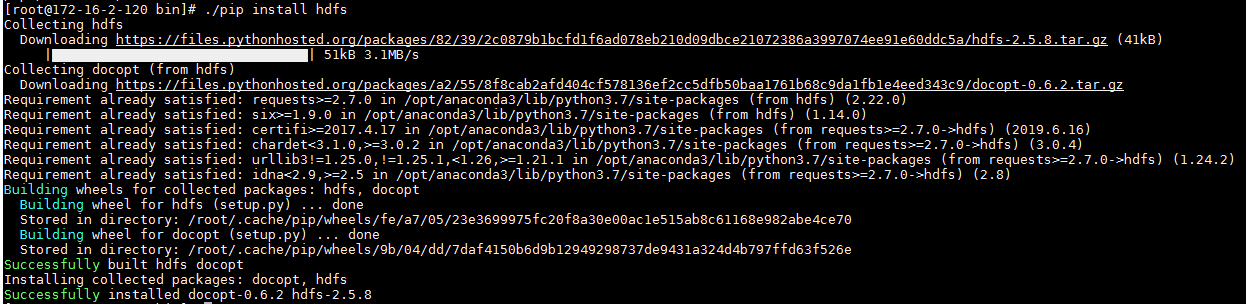 [root@172-16-2-120 bin]# ./pip install hdfs
Collecting hdfs
  Downloading https://files.pythonhosted.org/packages/82/39/2c0879b1bcfd1f6ad078eb210d09dbce21072386a3997074ee91e60ddc5a/hdfs-2.5.8.tar.gz (41kB)
     |████████████████████████████████| 51kB 3.1MB/s
Collecting docopt (from hdfs)
  Downloading https://files.pythonhosted.org/packages/a2/55/8f8cab2afd404cf578136ef2cc5dfb50baa1761b68c9da1fb1e4eed343c9/docopt-0.6.2.tar.gz
Requirement already satisfied: requests>=2.7.0 in /opt/anaconda3/lib/python3.7/site-packages (from hdfs) (2.22.0)
Requirement already satisfied: six>=1.9.0 in /opt/anaconda3/lib/python3.7/site-packages (from hdfs) (1.14.0)
Requirement already satisfied: certifi>=2017.4.17 in /opt/anaconda3/lib/python3.7/site-packages (from requests>=2.7.0->hdfs) (2019.6.16)
Requirement already satisfied: chardet<3.1.0,>=3.0.2 in /opt/anaconda3/lib/python3.7/site-packages (from requests>=2.7.0->hdfs) (3.0.4)
Requirement already satisfied: urllib3!=1.25.0,!=1.25.1,<1.26,>=1.21.1 in /opt/anaconda3/lib/python3.7/site-packages (from requests>=2.7.0->hdfs) (1.24.2)
Requirement already satisfied: idna<2.9,>=2.5 in /opt/anaconda3/lib/python3.7/site-packages (from requests>=2.7.0->hdfs) (2.8)
Building wheels for collected packages: hdfs, docopt
  Building wheel for hdfs (setup.py) ... done
  Stored in directory: /root/.cache/pip/wheels/fe/a7/05/23e3699975fc20f8a30e00ac1e515ab8c61168e982abe4ce70
  Building wheel for docopt (setup.py) ... done
  Stored in directory: /root/.cache/pip/wheels/9b/04/dd/7daf4150b6d9b12949298737de9431a324d4b797ffd63f526e
Successfully built hdfs docopt
Installing collected packages: docopt, hdfs
Successfully installed docopt-0.6.2 hdfs-2.5.8